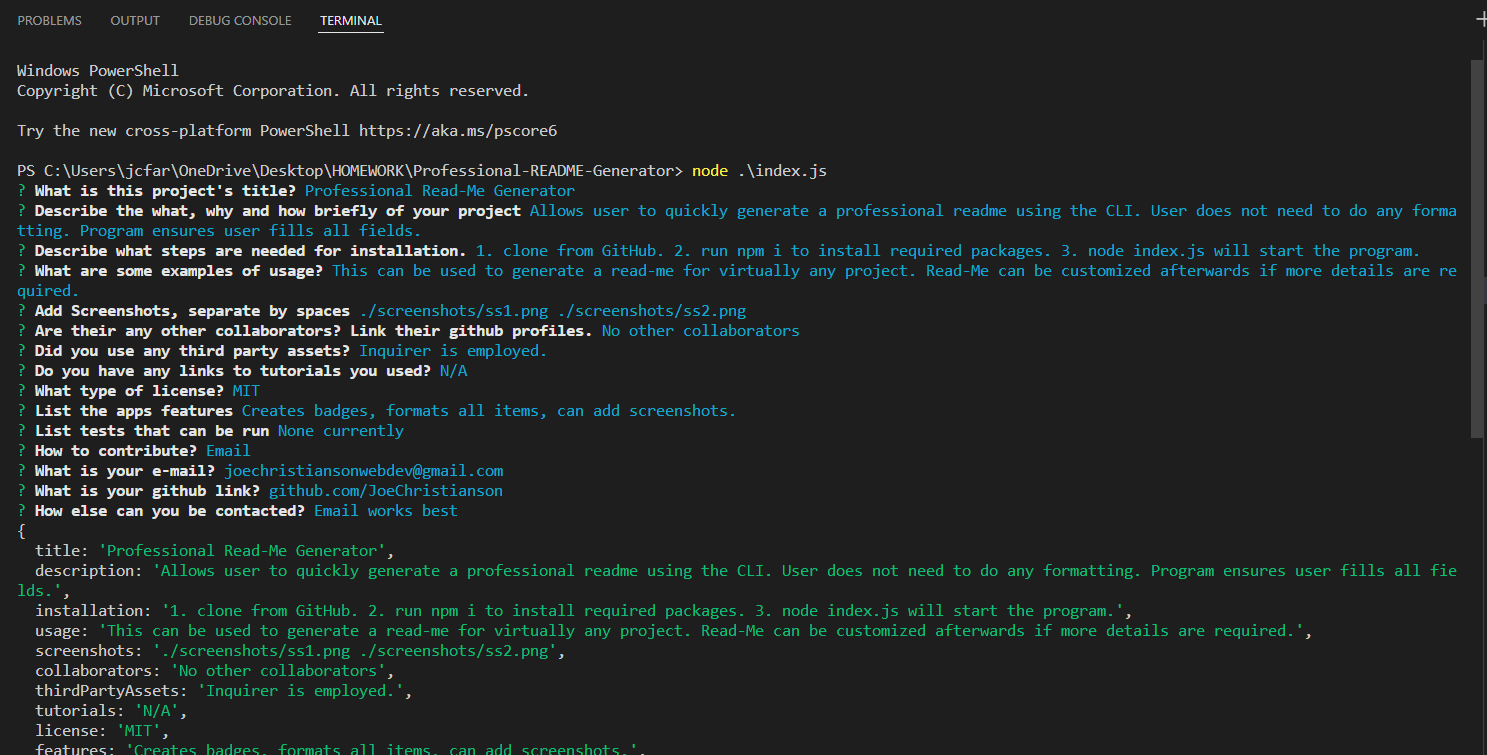 PROBLEMS OUTPUT DEBUG CONSOLE TERMINAL
Windows PowerShell
Copyright (C) Microsoft Corporation. All rights reserved.
Try the new cross-platform PowerShell https://aka.ms/pscore6
PS C:\Users\jcfar\OneDrive\Desktop\HOMEWORK\Professional-README-Generator> node .\index.js
? What is this project's title? Professional Read-Me Generator
? Describe the what, why and how briefly of your project Allows user to quickly generate a professional readme using the CLI. User does not need to do any forma
tting. Program ensures user fills all fields.
? Describe what steps are needed for installation. 1. clone from GitHub. 2. run npm i to install required packages. 3. node index.js will start the program.
? What are some examples of usage? This can be used to generate a read-me for virtually any project. Read-Me can be customized afterwards if more details are re
quired.
? Add Screenshots, separate by spaces ./screenshots/ss1.png ./screenshots/ss2.png
? Are their any other collaborators? Link their github profiles. No other collaborators
? Did you use any third party assets? Inquirer is employed.
? Do you have any links to tutorials you used? N/A
? What type of license? MIT
? List the apps features Creates badges, formats all items, can add screenshots.
? List tests that can be run None currently
? How to contribute? Email
? What is your e-mail? joechristiansonwebdev@gmail.com
? What is your github link? github.com/JoeChristianson
? How else can you be contacted? Email works best
{
title: 'Professional Read-Me Generator',
description: 'Allows user to quickly generate a professional readme using the CLI. User does not need to do any formatting. Program ensures user fills all fie
lds.',
installation: '1. clone from GitHub. 2. run npm i to install required packages. 3. node index.js will start the program.',
usage: 'This can be used to generate a read-me for virtually any project. Read-Me can be customized afterwards if more details are required.',
screenshots: './screenshots/ss1.png ./screenshots/ss2.png',
collaborators: 'No other collaborators',
thirdPartyAssets: 'Inquirer is employed.',
tutorials: 'N/A',
license: 'MIT',
features: 'Creates badges, formats all items, can add screenshots.',